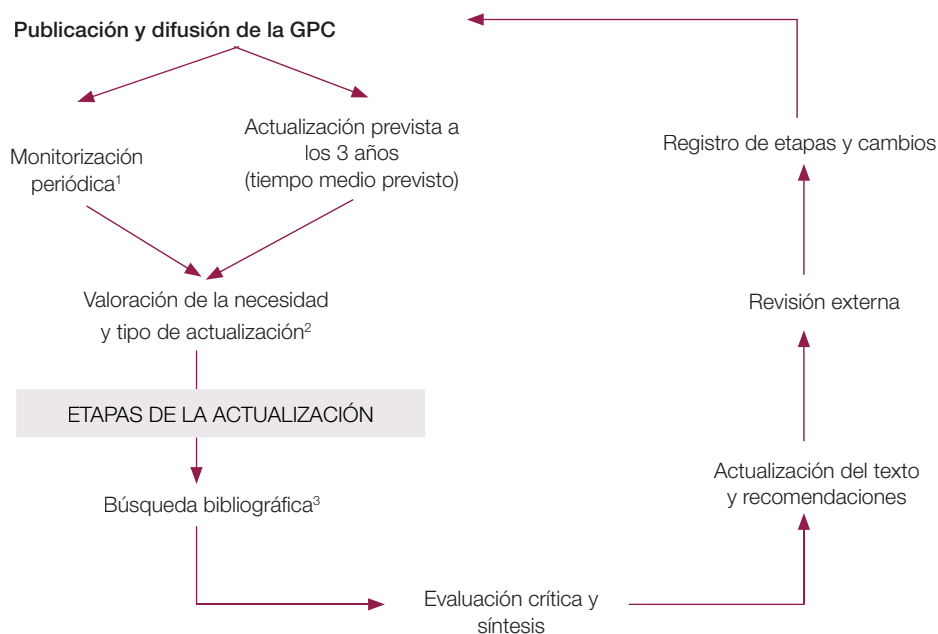 Publicación y difusión de la GPC
Monitorización
periódica¹
Actualización prevista a
los 3 años
(tiempo medio previsto)
Valoración de la necesidad
y tipo de actualización²
ETAPAS DE LA ACTUALIZACIÓN
Búsqueda bibliográfica³
Evaluación crítica y
síntesis
Actualización del texto
y recomendaciones
Revisión externa
Registro de etapas y cambios